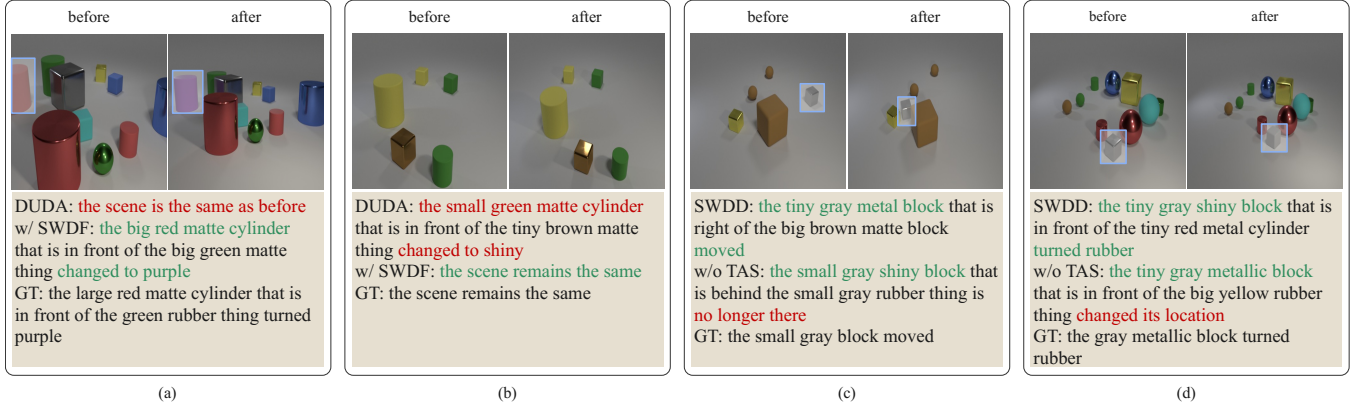 before after
DUDA: the scene is the same as before
w/ SWDF: the big red matte cylinder
that is in front of the big green matte
thing changed to purple
GT: the large red matte cylinder that is
in front of the green rubber thing turned
purple
(a)
before after
DUDA: the small green matte cylinder
that is in front of the tiny brown matte
thing changed to shiny
w/ SWDF: the scene remains the same
GT: the scene remains the same
(b)
before after
SWDD: the tiny gray metal block that is
right of the big brown matte block
moved
w/o TAS: the small gray shiny block that
is behind the small gray rubber thing is
no longer there
GT: the small gray block moved
(c)
before after
SWDD: the tiny gray shiny block that is
in front of the tiny red metal cylinder
turned rubber
w/o TAS: the tiny gray metallic block
that is in front of the big yellow rubber
thing changed its location
GT: the gray metallic block turned
rubber
(d)